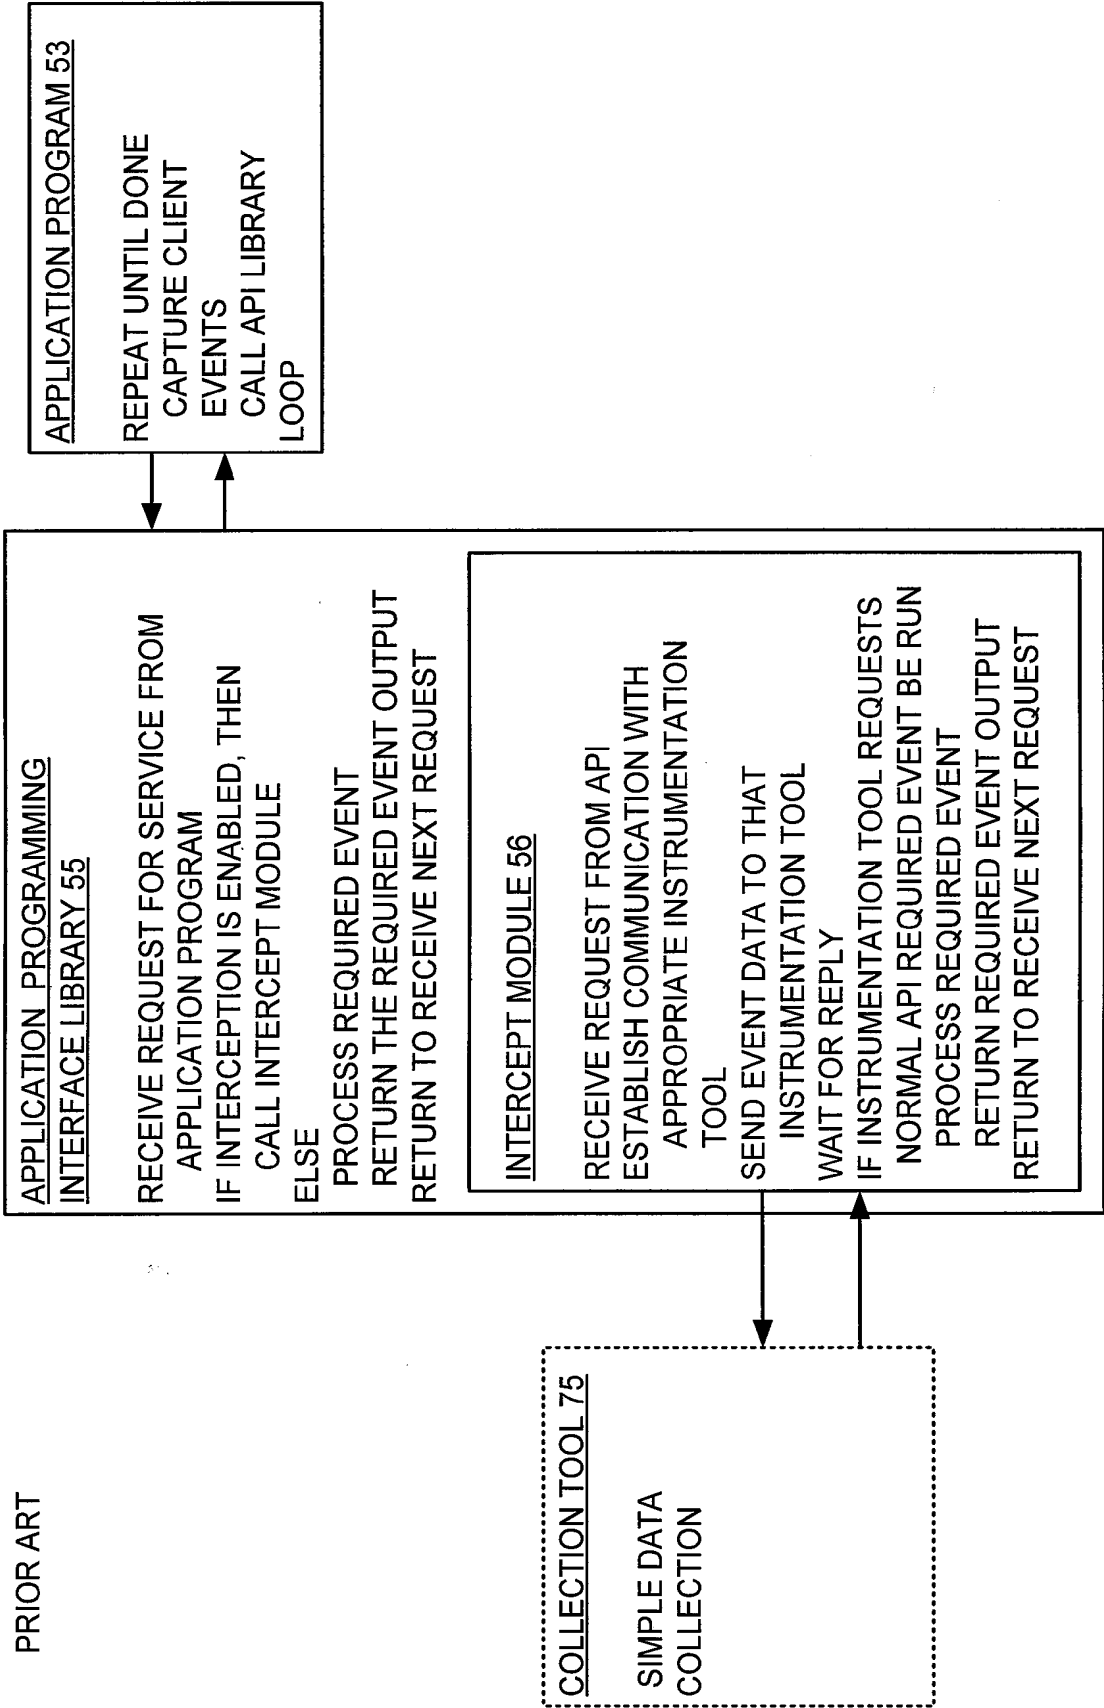 PRIOR ART
COLLECTION TOOL 75
SIMPLE DATA
COLLECTION
APPLICATION PROGRAMMING
INTERFACE LIBRARY 55
RECEIVE REQUEST FOR SERVICE FROM
APPLICATION PROGRAM
IF INTERCEPTION IS ENABLED, THEN
CALL INTERCEPT MODULE
ELSE
PROCESS REQUIRED EVENT
RETURN THE REQUIRED EVENT OUTPUT
RETURN TO RECEIVE NEXT REQUEST
INTERCEPT MODULE 56
RECEIVE REQUEST FROM API
ESTABLISH COMMUNICATION WITH
APPROPRIATE INSTRUMENTATION
TOOL
SEND EVENT DATA TO THAT
INSTRUMENTATION TOOL
WAIT FOR REPLY
IF INSTRUMENTATION TOOL REQUESTS
NORMAL API REQUIRED EVENT BE RUN
PROCESS REQUIRED EVENT
RETURN REQUIRED EVENT OUTPUT
RETURN TO RECEIVE NEXT REQUEST
APPLICATION PROGRAM 53
REPEAT UNTIL DONE
CAPTURE CLIENT
EVENTS
CALL API LIBRARY
LOOP